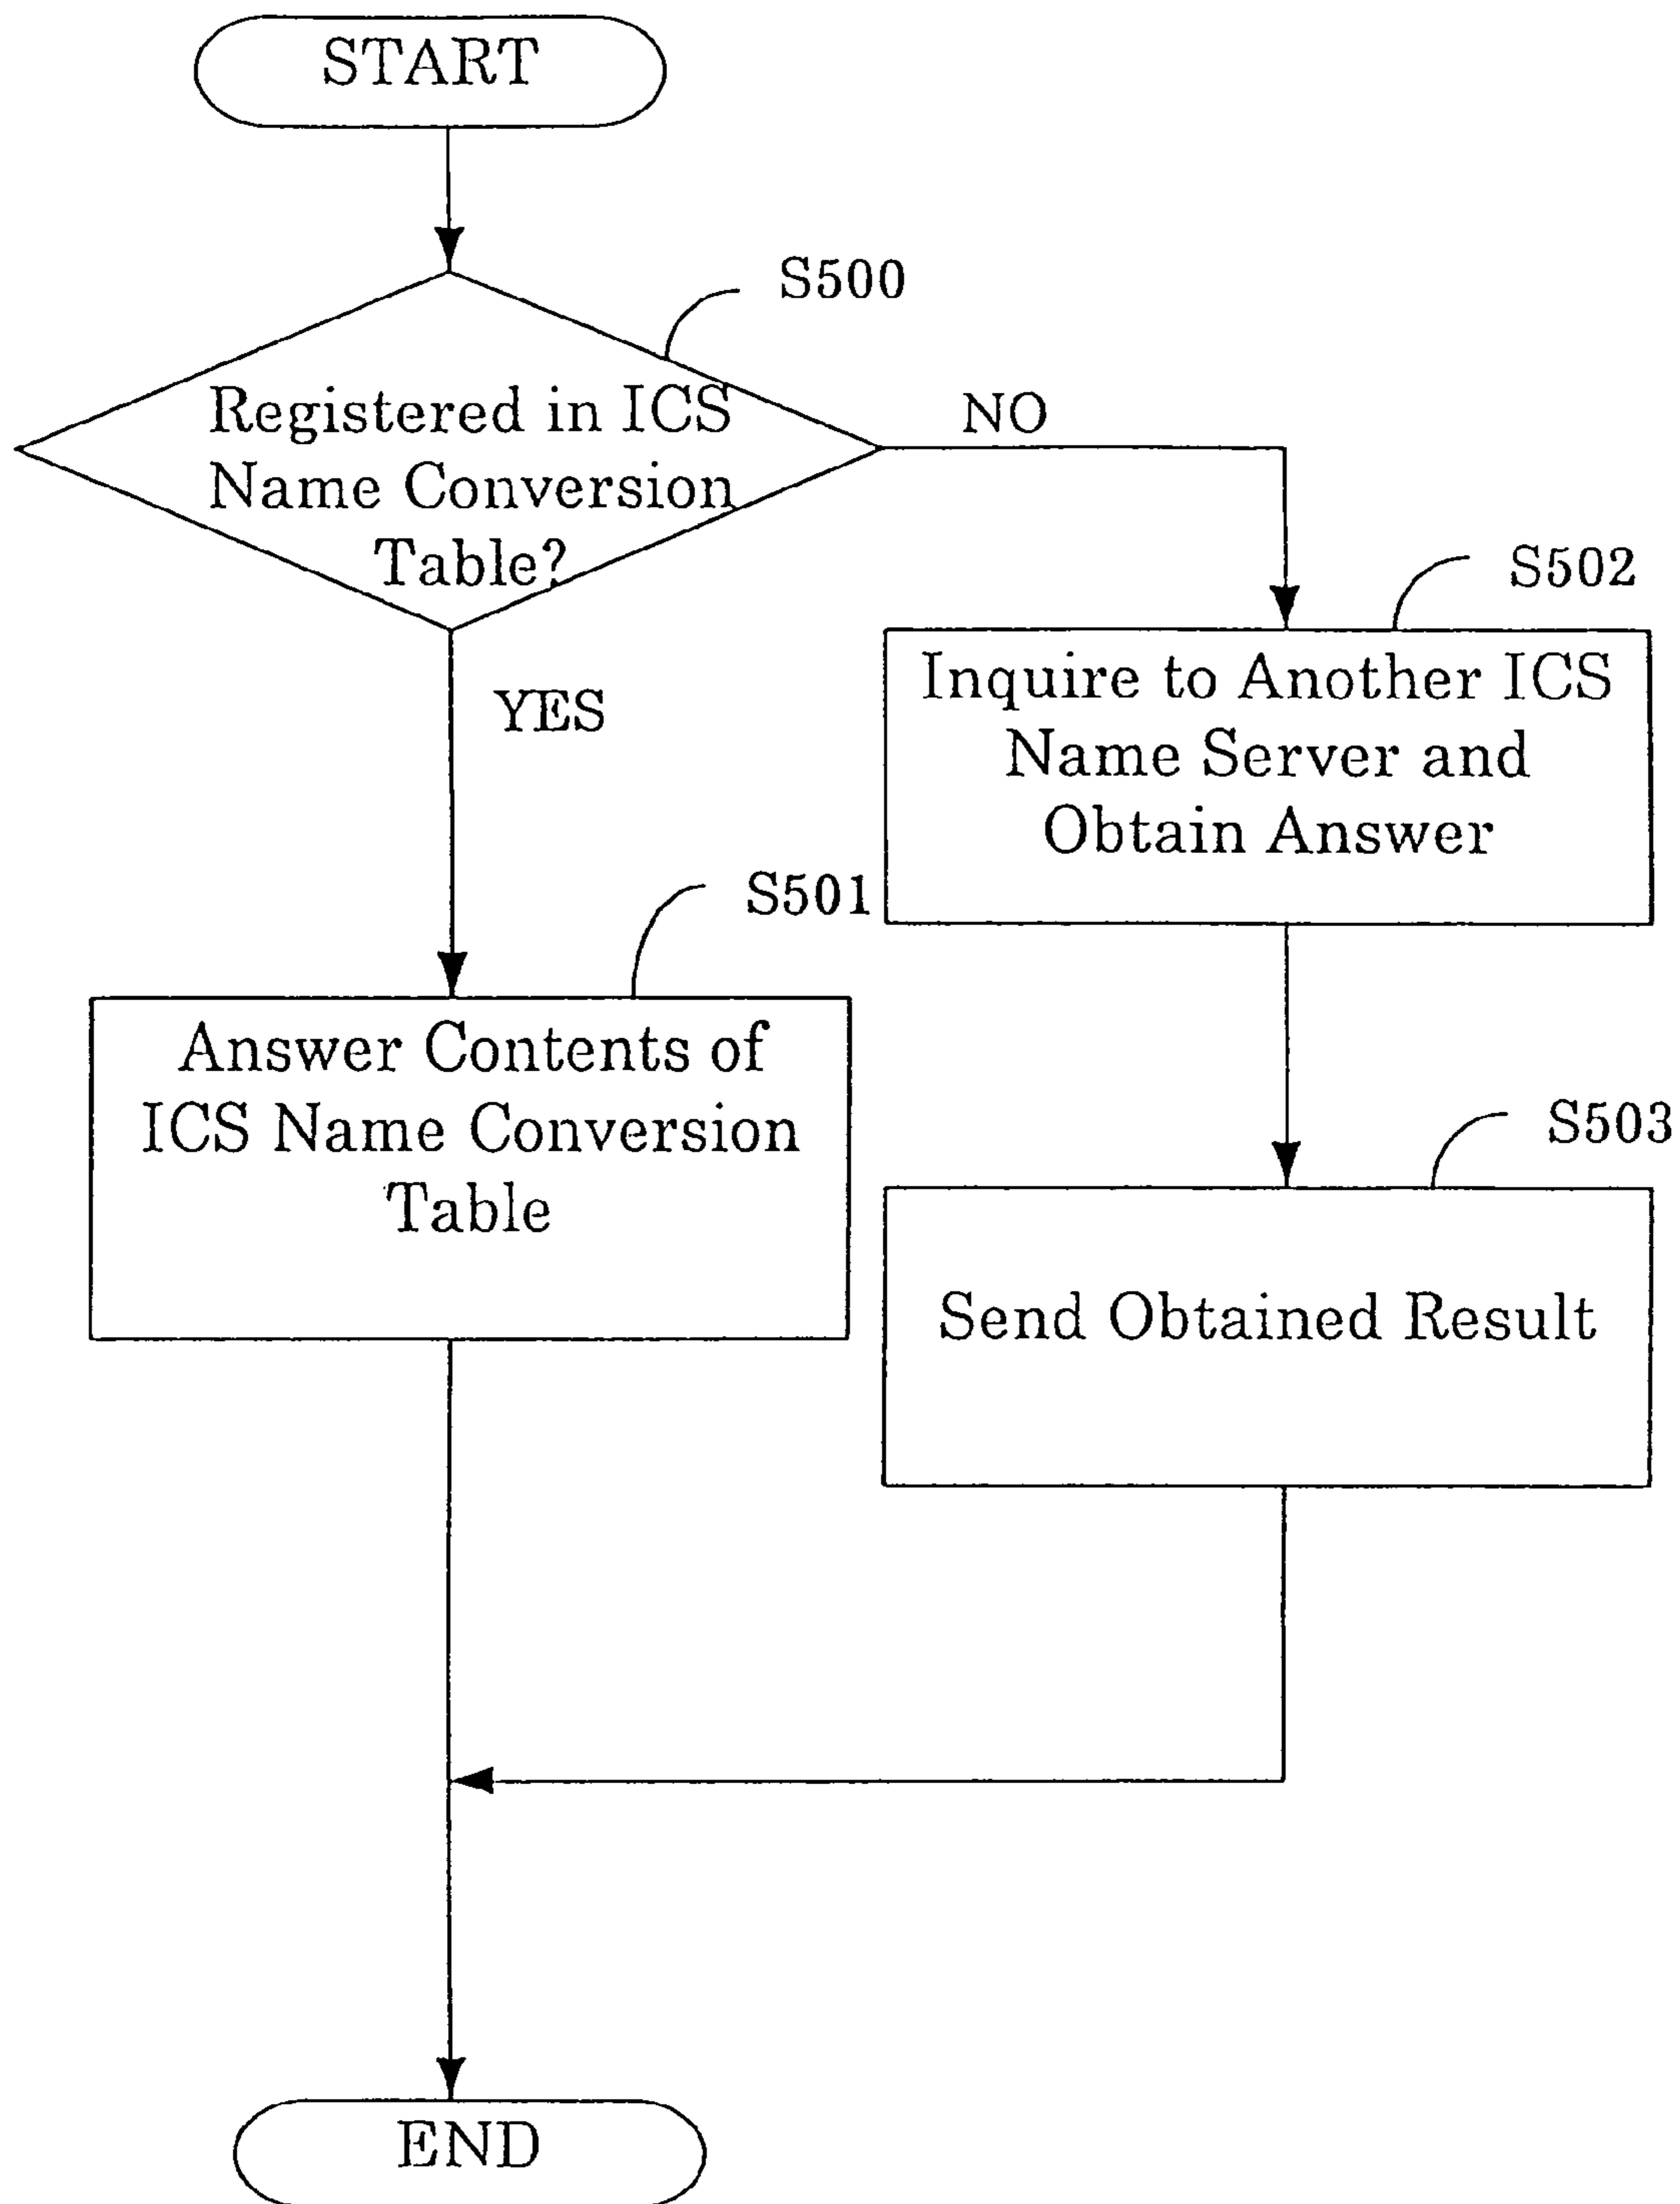 START
S500
Registered in ICS
Name Conversion
Table?
NO
YES
S502
Inquire to Another ICS
Name Server and
Obtain Answer
S501
Answer Contents of
ICS Name Conversion
Table
S503
Send Obtained Result
END